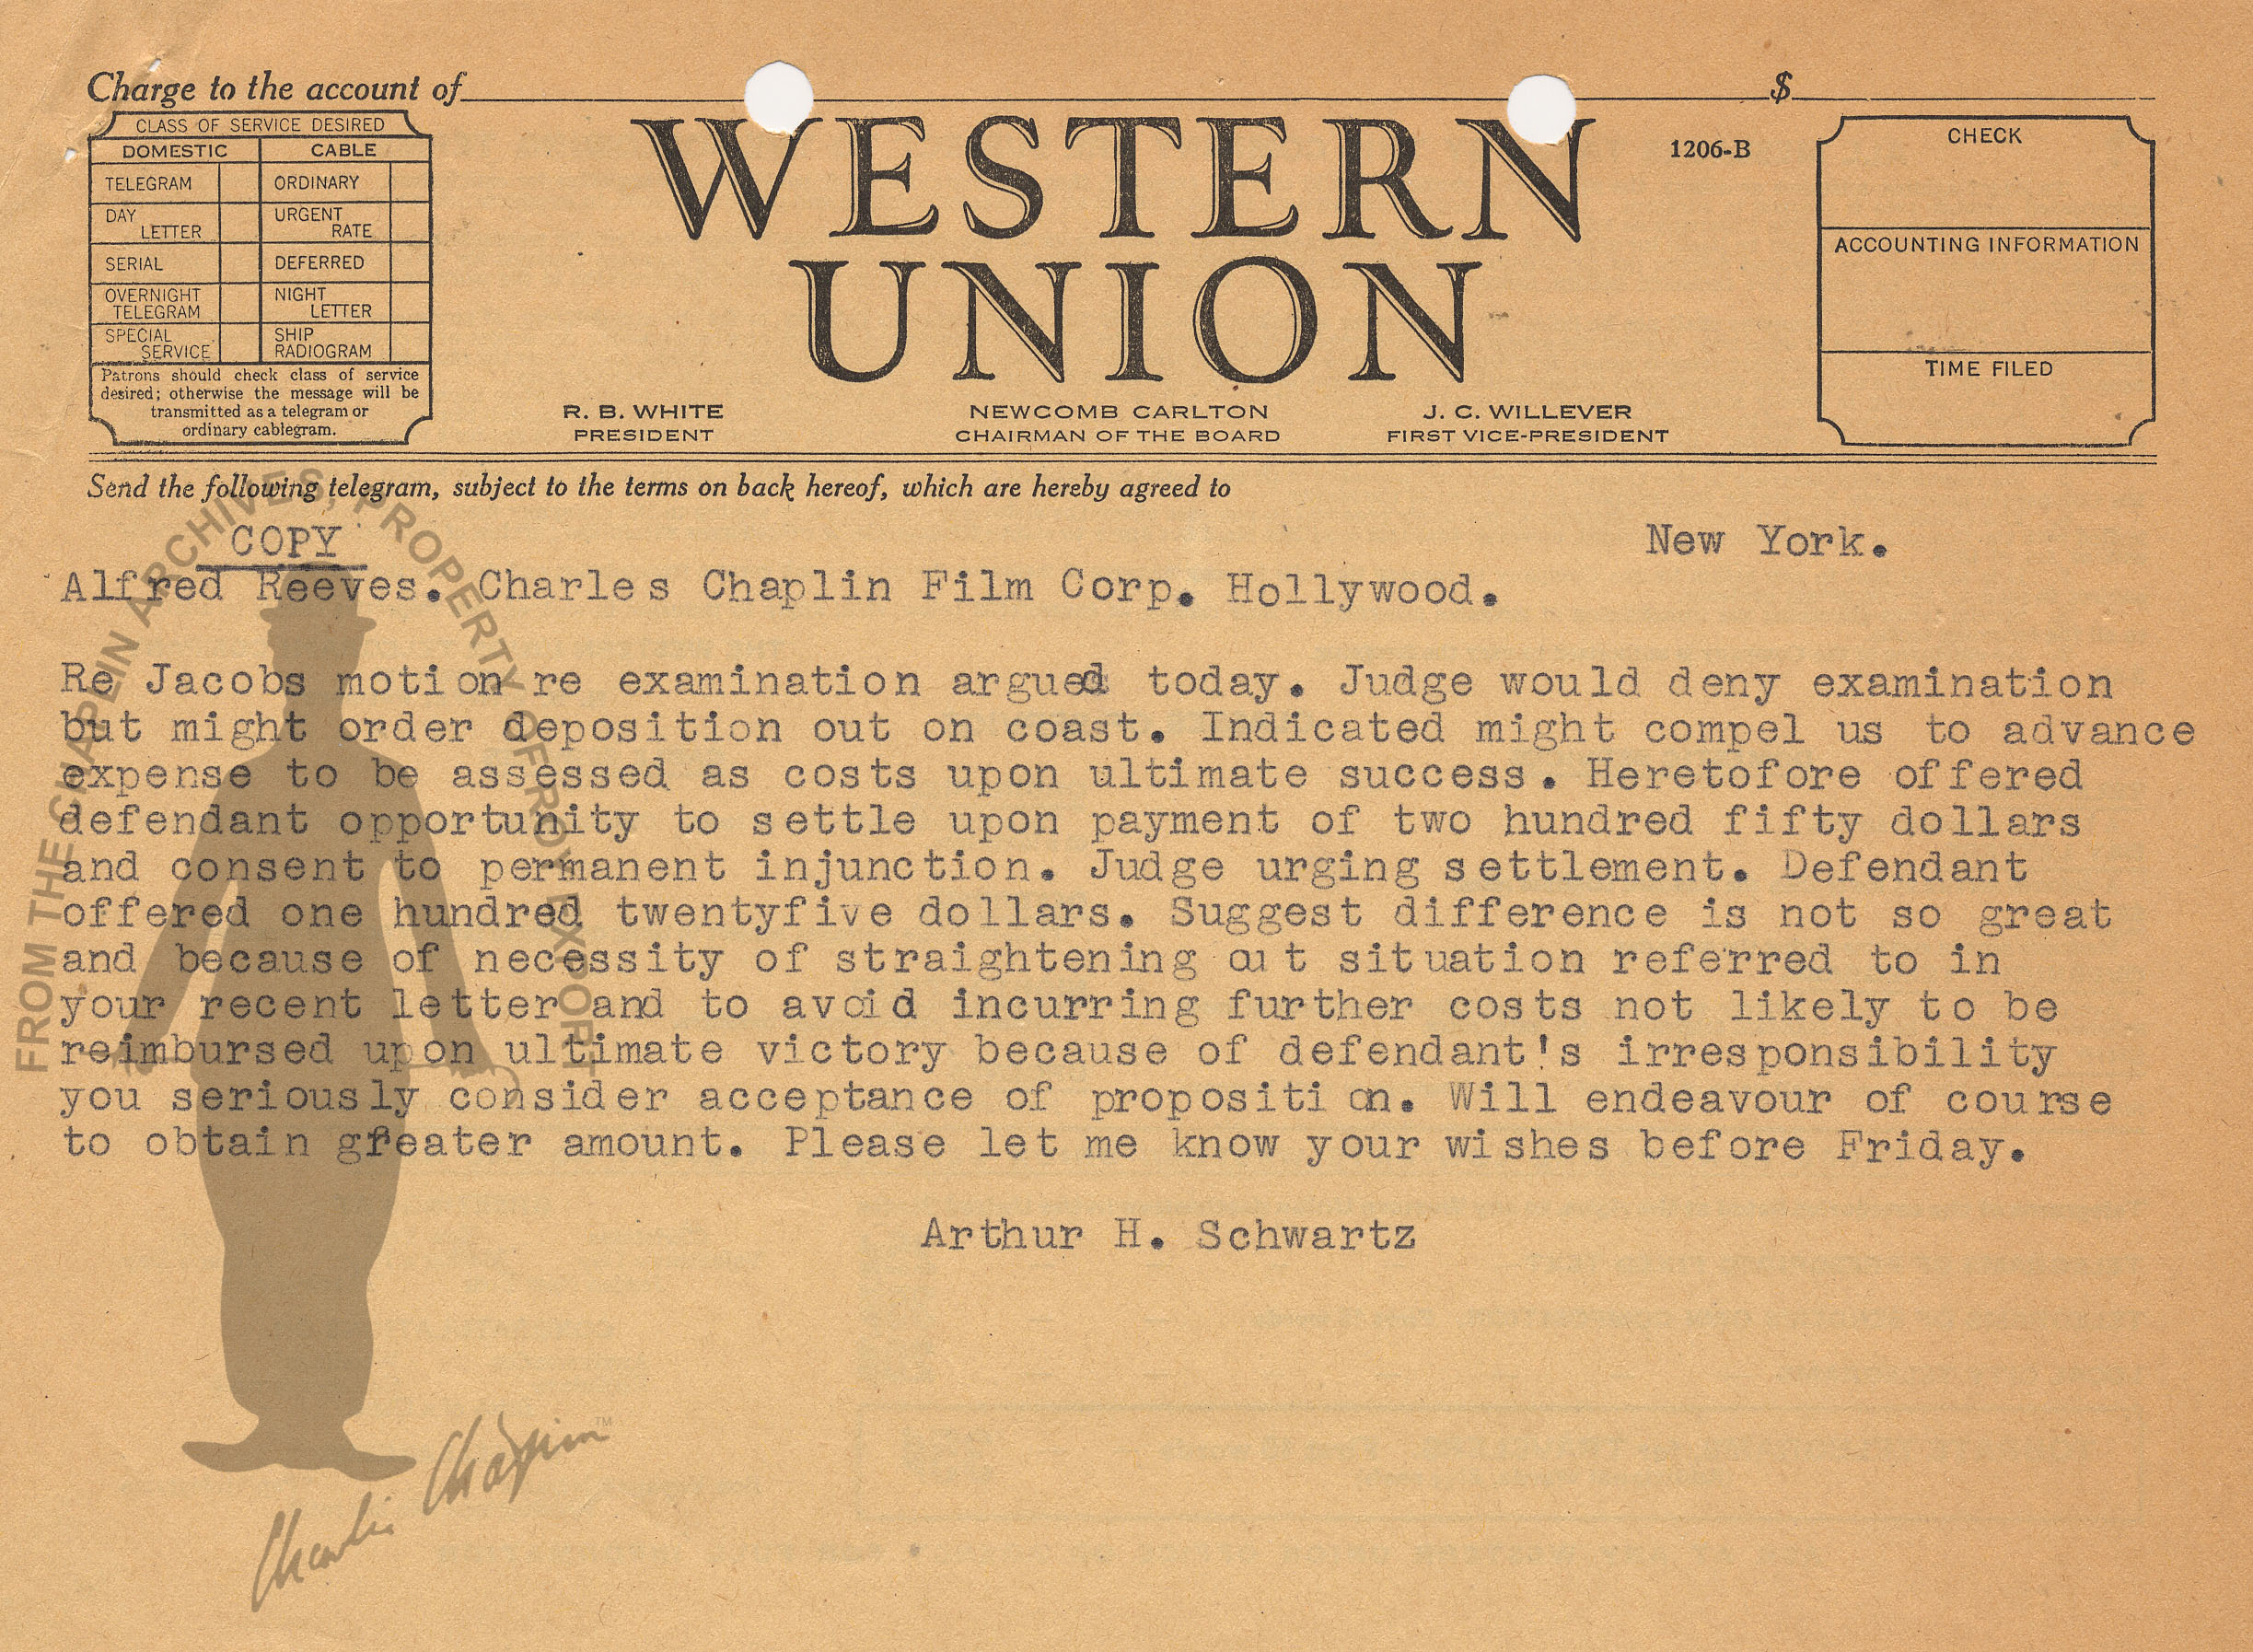 Charge to the account of $
CLASS OF SERVICE DESIRED
DOMESTIC CABLE
TELEGRAM ORDINARY
DAY LETTER URGENT RATE
SERIAL DEFERRED
OVERNIGHT TELEGRAM NIGHT LETTER
SPECIAL SERVICE SHIP RADIOGRAM
Patrons should check class of service
desired; otherwise the message will be
transmitted as a telegram or
ordinary cablegram.
WESTERN
UNION
1206-B
R. B. WHITE
PRESIDENT
NEWCOMB CARLTON
CHAIRMAN OF THE BOARD
J. C. WILLEVER
FIRST VICE-PRESIDENT
CHECK
ACCOUNTING INFORMATION
TIME FILED
Send the following telegram, subject to the terms on back hereof, which are hereby agreed to
COPY New York.
Alfred Reeves. Charles Chaplin Film Corp. Hollywood.
Re Jacobs motion re examination argued today. Judge would deny examination
but might order deposition out on coast. Indicated might compel us to advance
expense to be assessed as costs upon ultimate success. Heretofore offered
defendant opportunity to settle upon payment of two hundred fifty dollars
and consent to permanent injunction. Judge urging settlement. Defendant
offered one hundred twentyfive dollars. Suggest difference is not so great
and because of necessity of straightening out situation referred to in
your recent letter and to avoid incurring further costs not likely to be
reimbursed upon ultimate victory because of defendant's irresponsibility
you seriously consider acceptance of proposition. Will endeavour of course
to obtain greater amount. Please let me know your wishes before Friday.
Arthur H. Schwartz
FROM THE CHAPLIN ARCHIVES, PROPERTY OF ROY EXPORT
Charlie Chaplin™